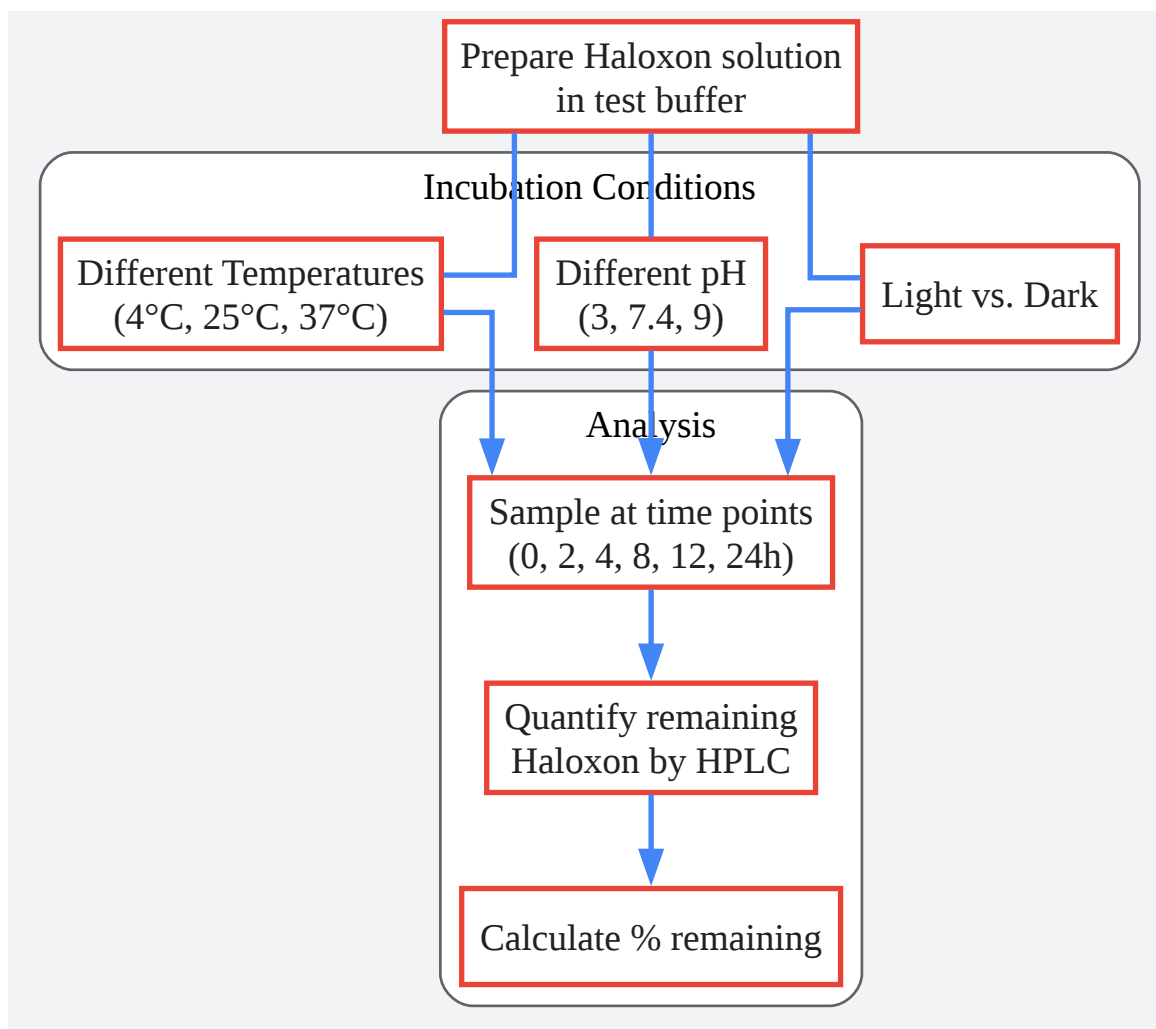 Prepare Haloxon solution
in test buffer
Incubation Conditions
Different Temperatures
(4°C, 25°C, 37°C)
Different pH
(3, 7.4, 9)
Light vs. Dark
Analysis
Sample at time points
(0, 2, 4, 8, 12, 24h)
Quantify remaining
Haloxon by HPLC
Calculate % remaining